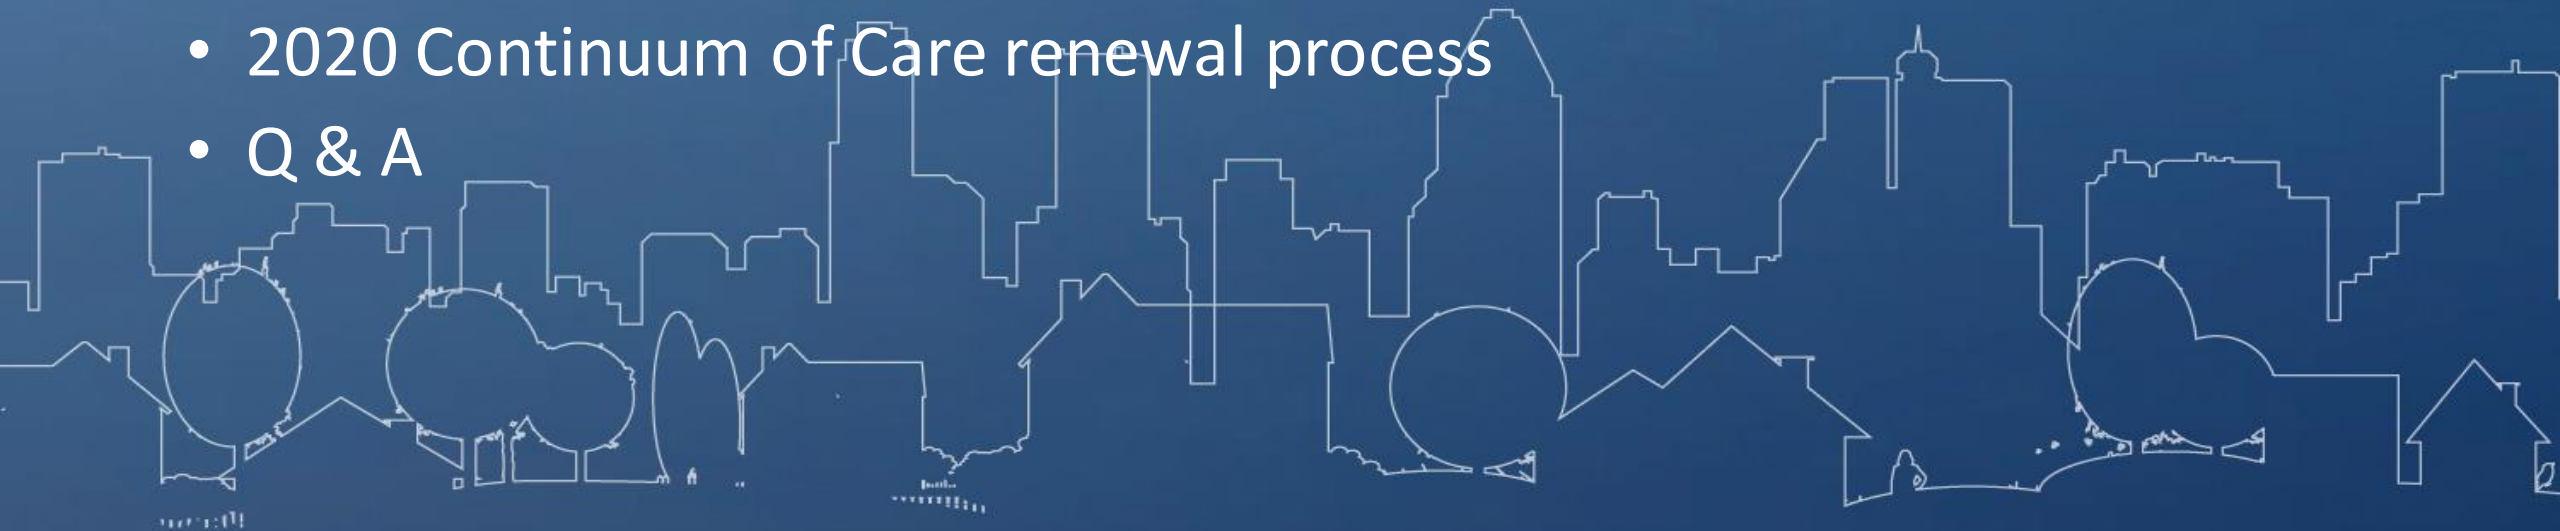 • 2020 Continuum of Care renewal process
• Q & A